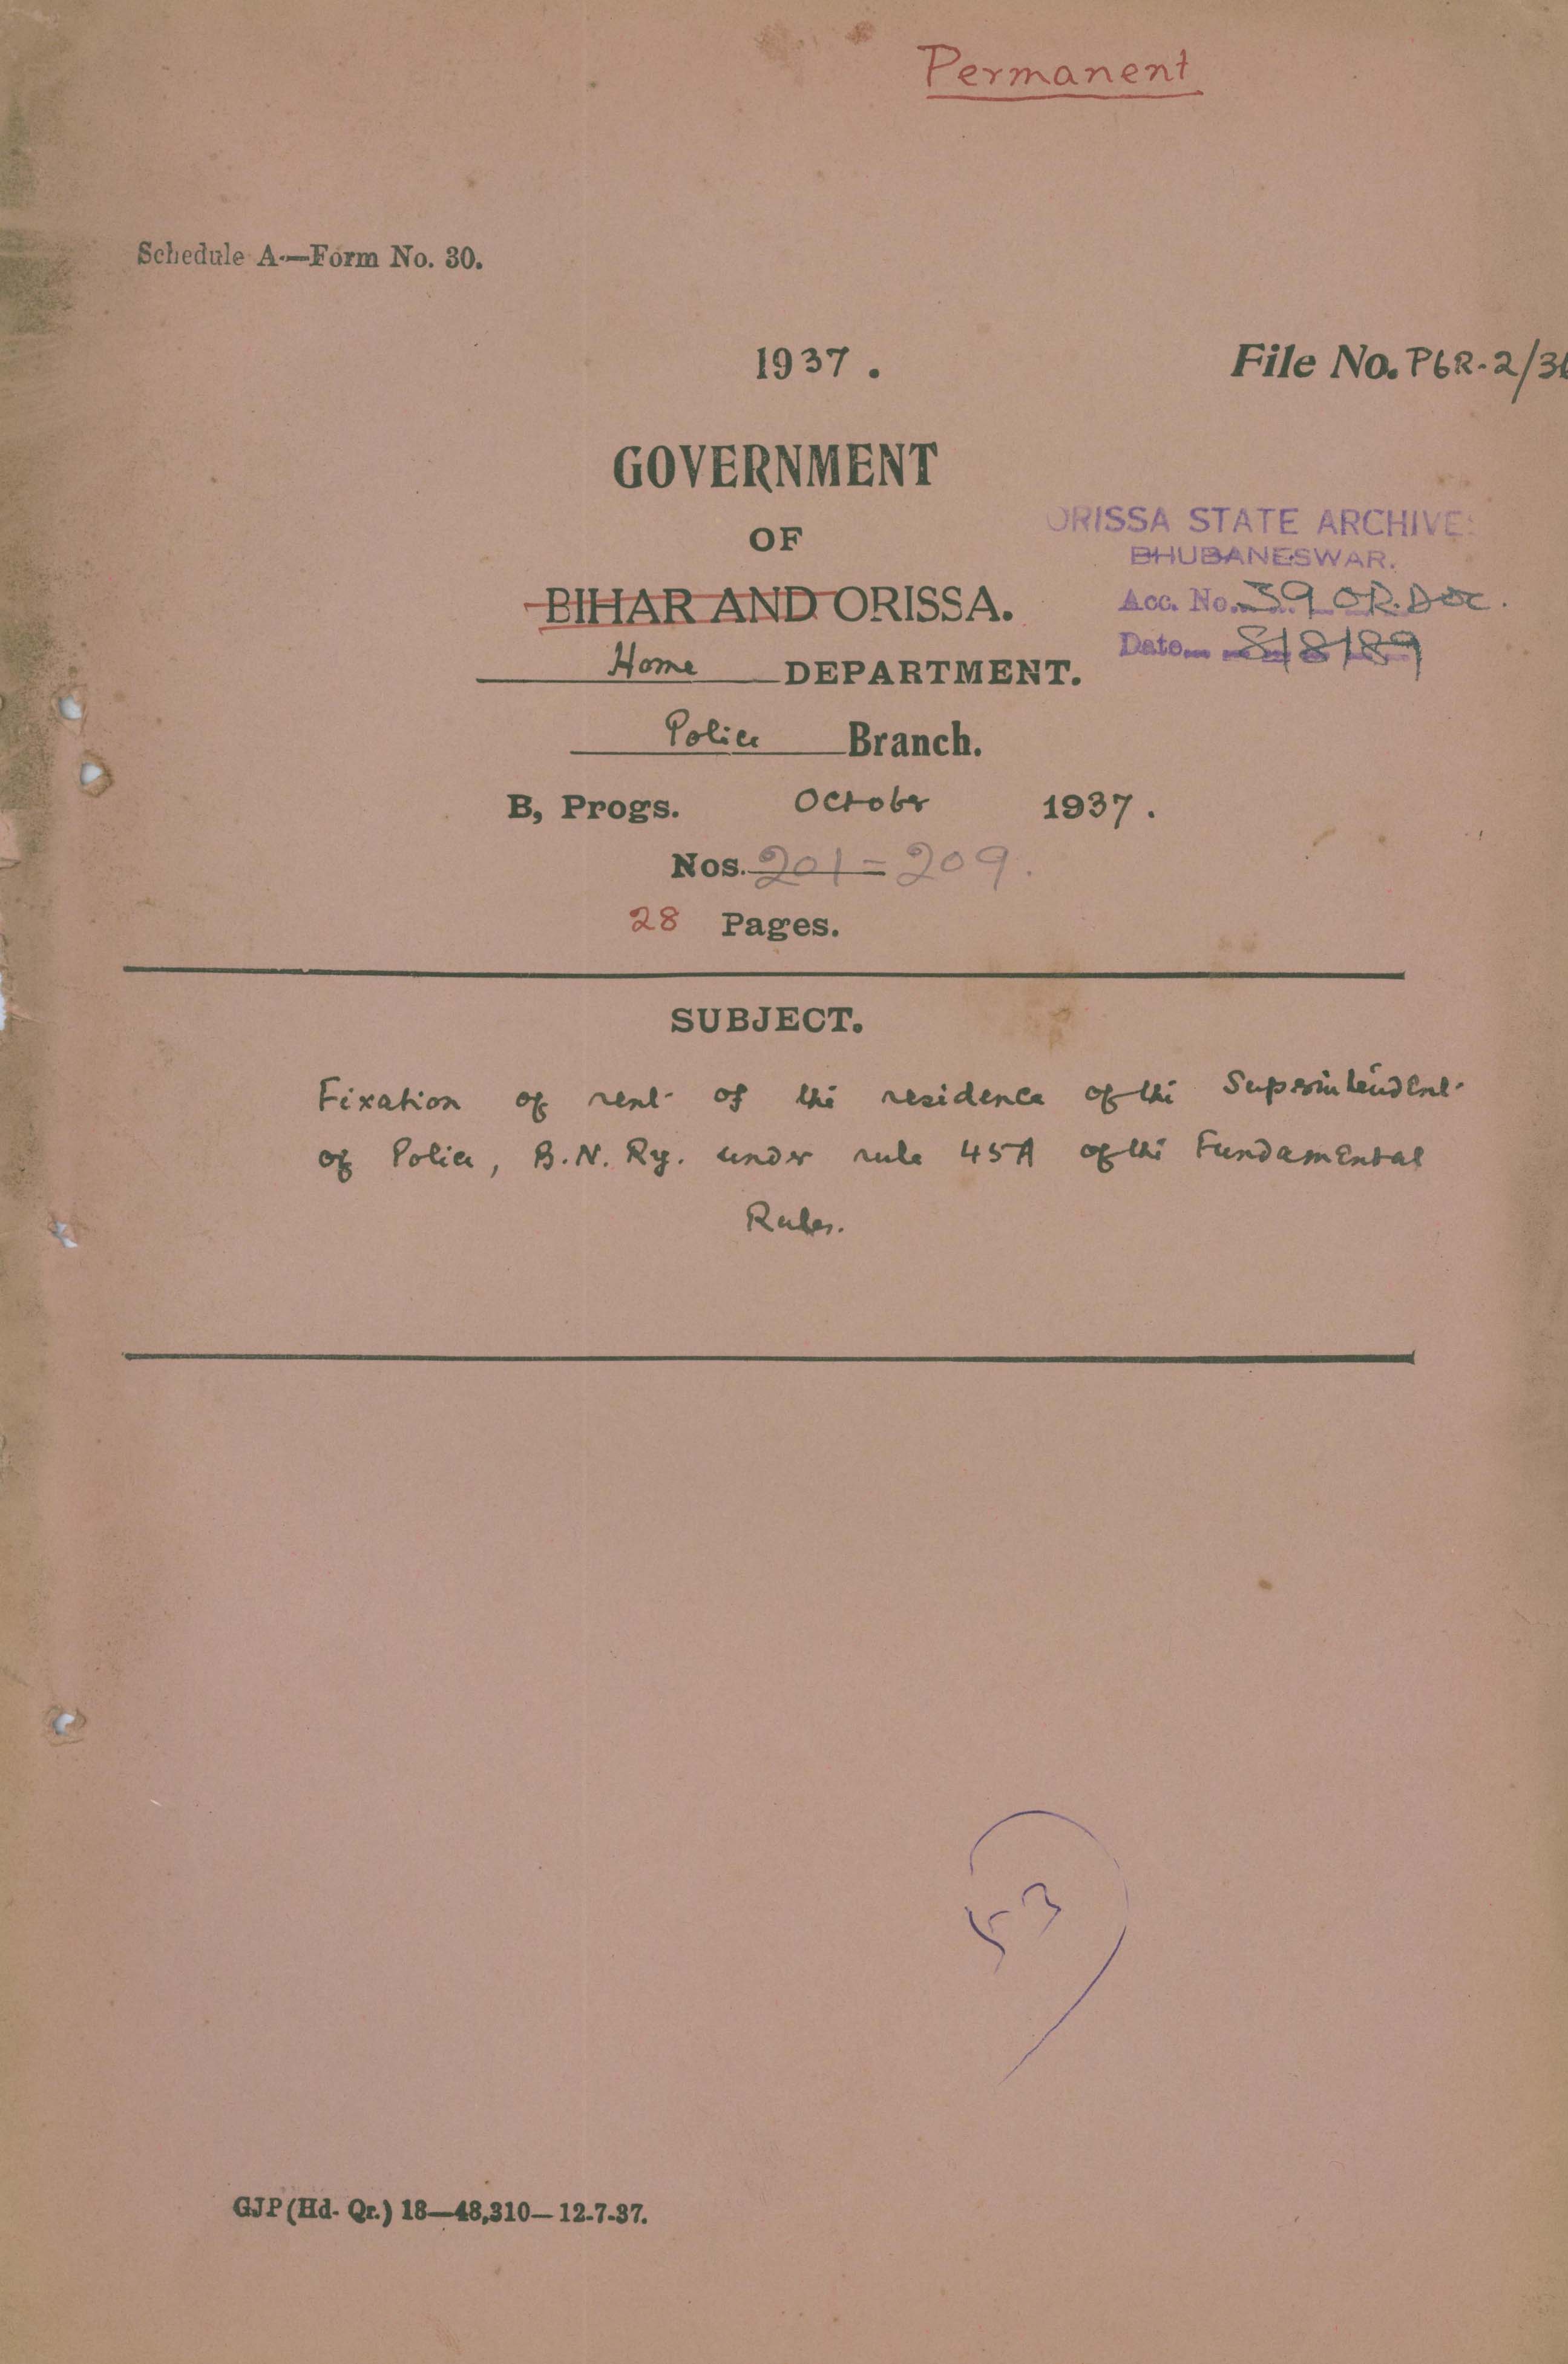 Permanent
Schedule A—Form No. 30.
1937.
File No. P6R-2/36
GOVERNMENT
OF
BIHAR AND ORISSA.
Home DEPARTMENT.
Police Branch.
ORISSA STATE ARCHIVES
BHUBANESWAR.
Acc. No. 39 OR.DOC.
Date 8/8/89
B, Progs. October 1937.
Nos. 201=209.
28 Pages.
SUBJECT.
Fixation of rent of the residence of the Superintendent
of Police, B.N. Ry. under rule 45A of the Fundamental
Rules.
53
GJP (Hd. Qr.) 18—48,310—12-7-37.